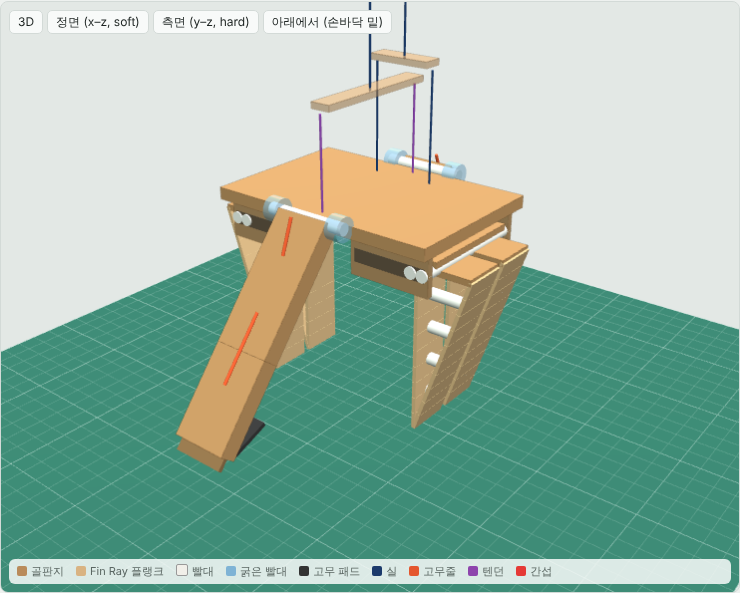 3D 정면 (x–z, soft) 측면 (y–z, hard) 아래에서 (손바닥 밑)
골판지 Fin Ray 플랭크 빨대 굵은 빨대 고무 패드 실 고무줄 텐던 간섭